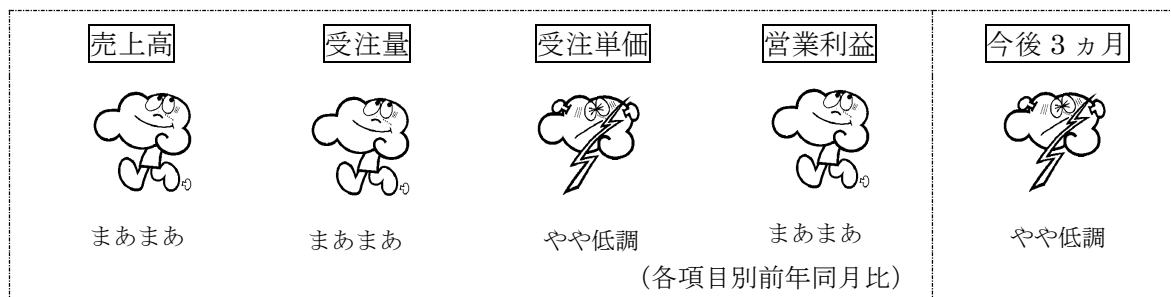 売上高 受注量 受注単価 営業利益 今後3ヵ月
まあまあ まあまあ やや低調 まあまあ やや低調
（各項目別前年同月比）